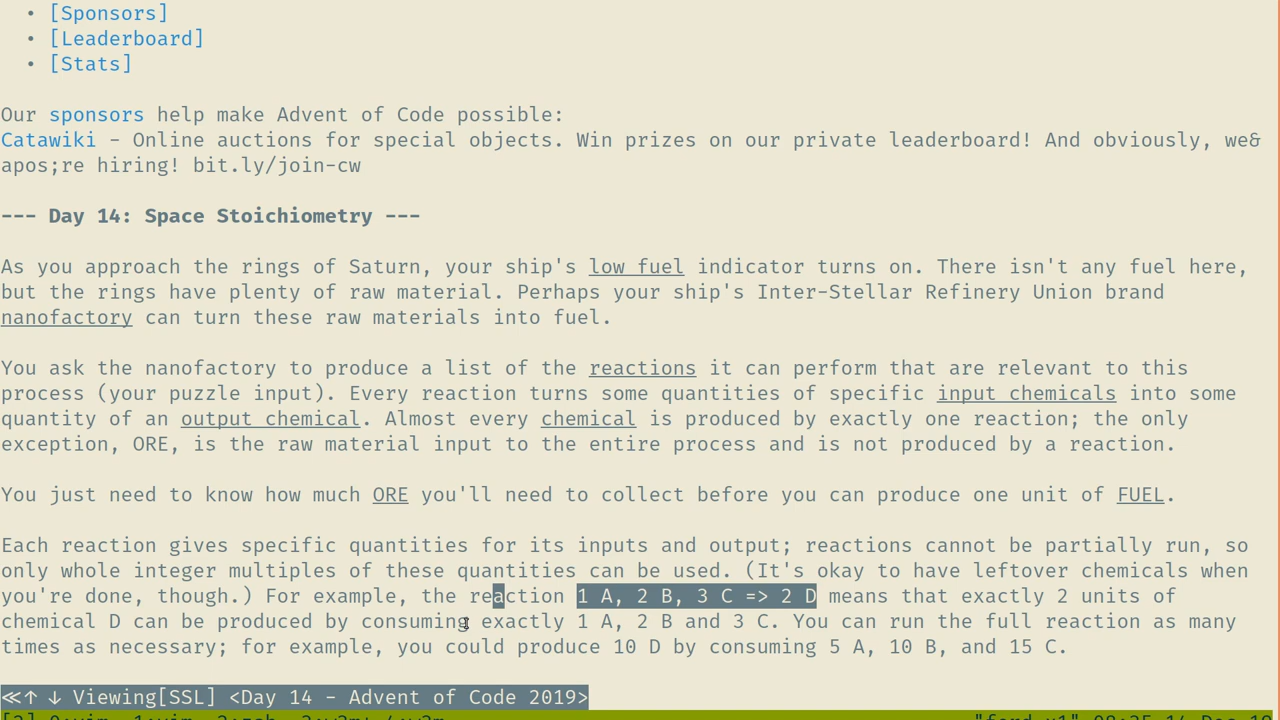 • [Sponsors]
• [Leaderboard]
• [Stats]
Our sponsors help make Advent of Code possible:
Catawiki - Online auctions for special objects. Win prizes on our private leaderboard! And obviously, we&
apos;re hiring! bit.ly/join-cw
--- Day 14: Space Stoichiometry ---
As you approach the rings of Saturn, your ship's low fuel indicator turns on. There isn't any fuel here,
but the rings have plenty of raw material. Perhaps your ship's Inter-Stellar Refinery Union brand
nanofactory can turn these raw materials into fuel.
You ask the nanofactory to produce a list of the reactions it can perform that are relevant to this
process (your puzzle input). Every reaction turns some quantities of specific input chemicals into some
quantity of an output chemical. Almost every chemical is produced by exactly one reaction; the only
exception, ORE, is the raw material input to the entire process and is not produced by a reaction.
You just need to know how much ORE you'll need to collect before you can produce one unit of FUEL.
Each reaction gives specific quantities for its inputs and output; reactions cannot be partially run, so
only whole integer multiples of these quantities can be used. (It's okay to have leftover chemicals when
you're done, though.) For example, the reaction 1 A, 2 B, 3 C => 2 D means that exactly 2 units of
chemical D can be produced by consuming exactly 1 A, 2 B and 3 C. You can run the full reaction as many
times as necessary; for example, you could produce 10 D by consuming 5 A, 10 B, and 15 C.
≪↑ ↓ Viewing[SSL] <Day 14 - Advent of Code 2019>